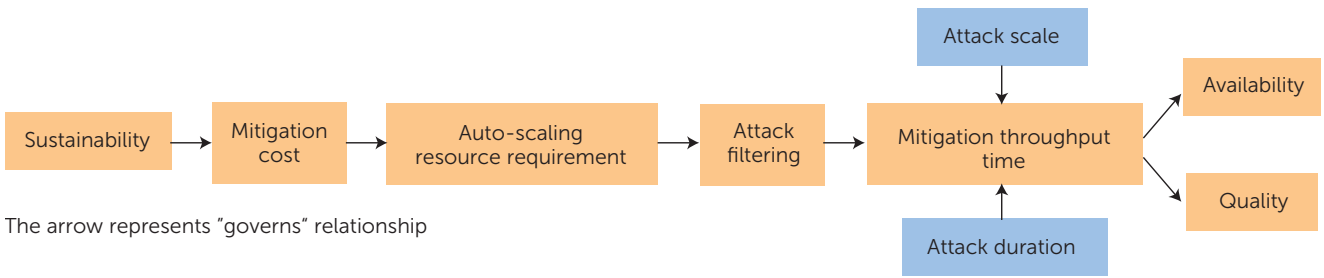 Attack scale
Availability
Sustainability
Mitigation
cost
Auto-scaling
resource requirement
Attack
filtering
Mitigation throughput
time
Quality
The arrow represents ”governs“ relationship
Attack duration